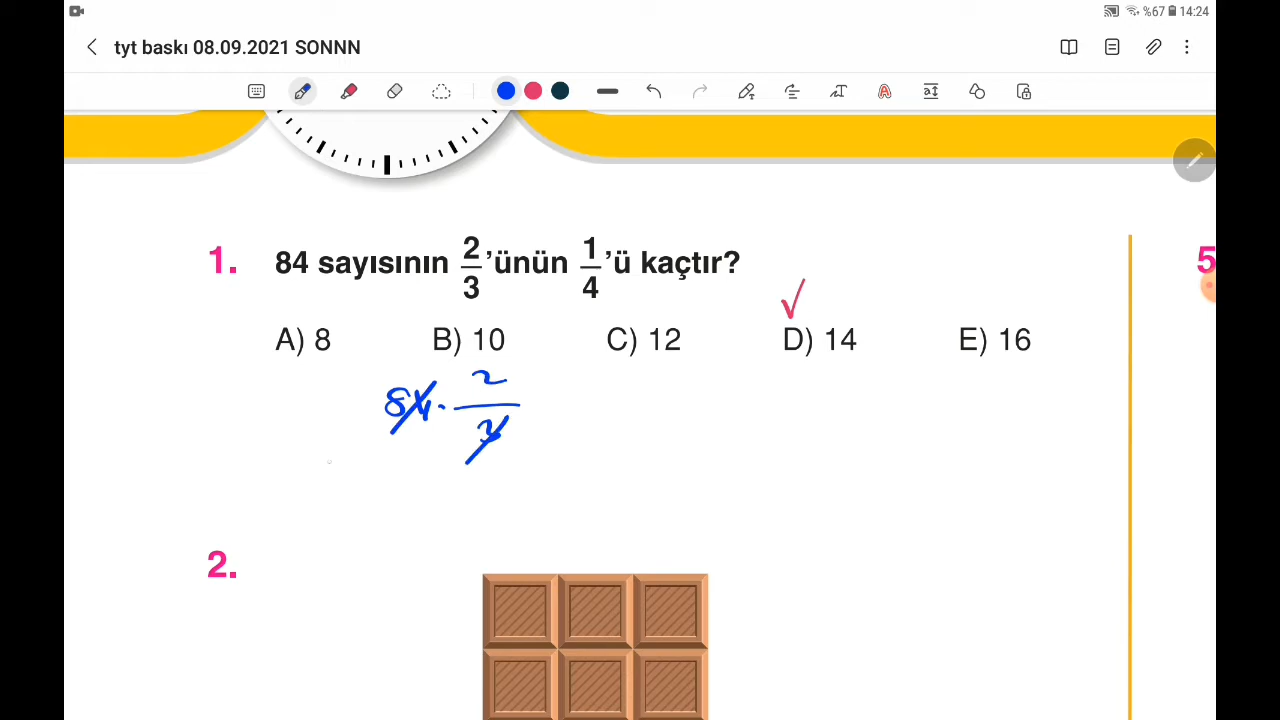 %67 14:24
tyt baskı 08.09.2021 SONNN
1. 84 sayısının 2/3 'ünün 1/4 'ü kaçtır?
5
A) 8 B) 10 C) 12 D) 14 E) 16
84 · 2/3
2.